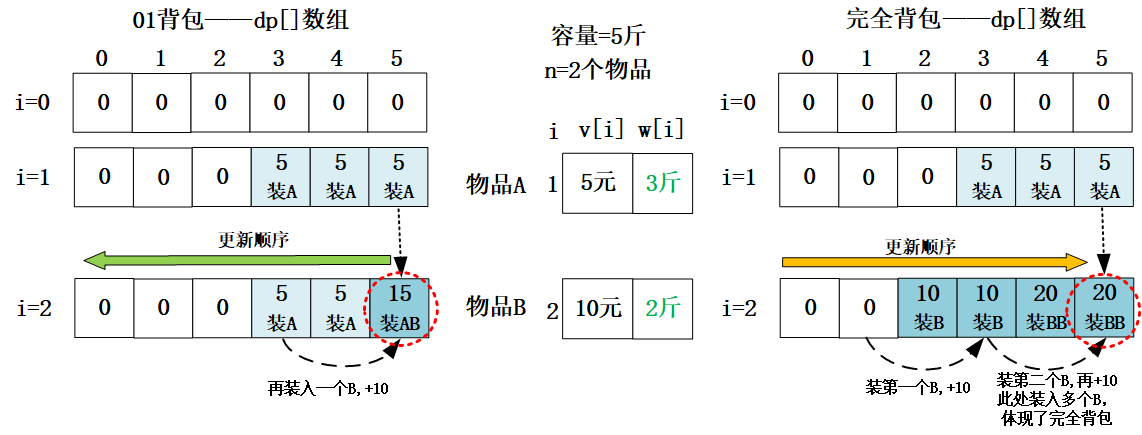 01背包——dp[]数组
0 1 2 3 4 5
i=0 0 0 0 0 0 0
i=1 0 0 0 5 5 5
装A 装A 装A
更新顺序
i=2 0 0 0 5 5 15
装A 装A 装AB
再装入一个B,+10
容量=5斤
n=2个物品
i v[i] w[i]
物品A 1 5元 3斤
物品B 2 10元 2斤
完全背包——dp[]数组
0 1 2 3 4 5
i=0 0 0 0 0 0 0
i=1 0 0 0 5 5 5
装A 装A 装A
更新顺序
i=2 0 0 10 10 20 20
装B 装B 装BB 装BB
装第一个B,+10
装第二个B,再+10
此处装入多个B，
体现了完全背包